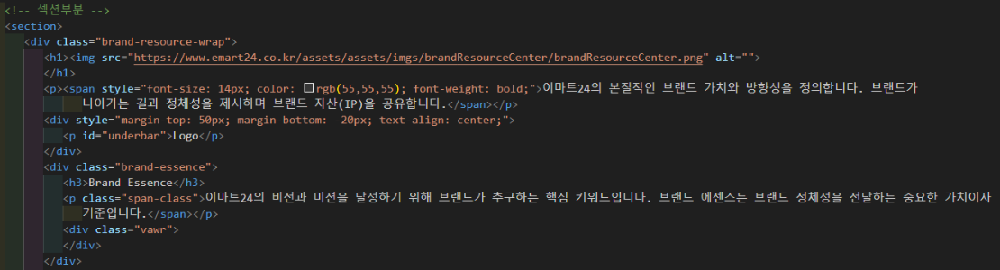 <!-- 섹션부분 -->
<section>
<div class="brand-resource-wrap">
<h1><img src="https://www.emart24.co.kr/assets/assets/imgs/brandResourceCenter/brandResourceCenter.png" alt="">
</h1>
<p><span style="font-size: 14px; color: rgb(55,55,55); font-weight: bold;">이마트24의 본질적인 브랜드 가치와 방향성을 정의합니다. 브랜드가
나아가는 길과 정체성을 제시하며 브랜드 자산(IP)을 공유합니다.</span></p>
<div style="margin-top: 50px; margin-bottom: -20px; text-align: center;">
<p id="underbar">Logo</p>
</div>
<div class="brand-essence">
<h3>Brand Essence</h3>
<p class="span-class">이마트24의 비전과 미션을 달성하기 위해 브랜드가 추구하는 핵심 키워드입니다. 브랜드 에센스는 브랜드 정체성을 전달하는 중요한 가치이자
기준입니다.</span></p>
<div class="vawr">
</div>
</div>